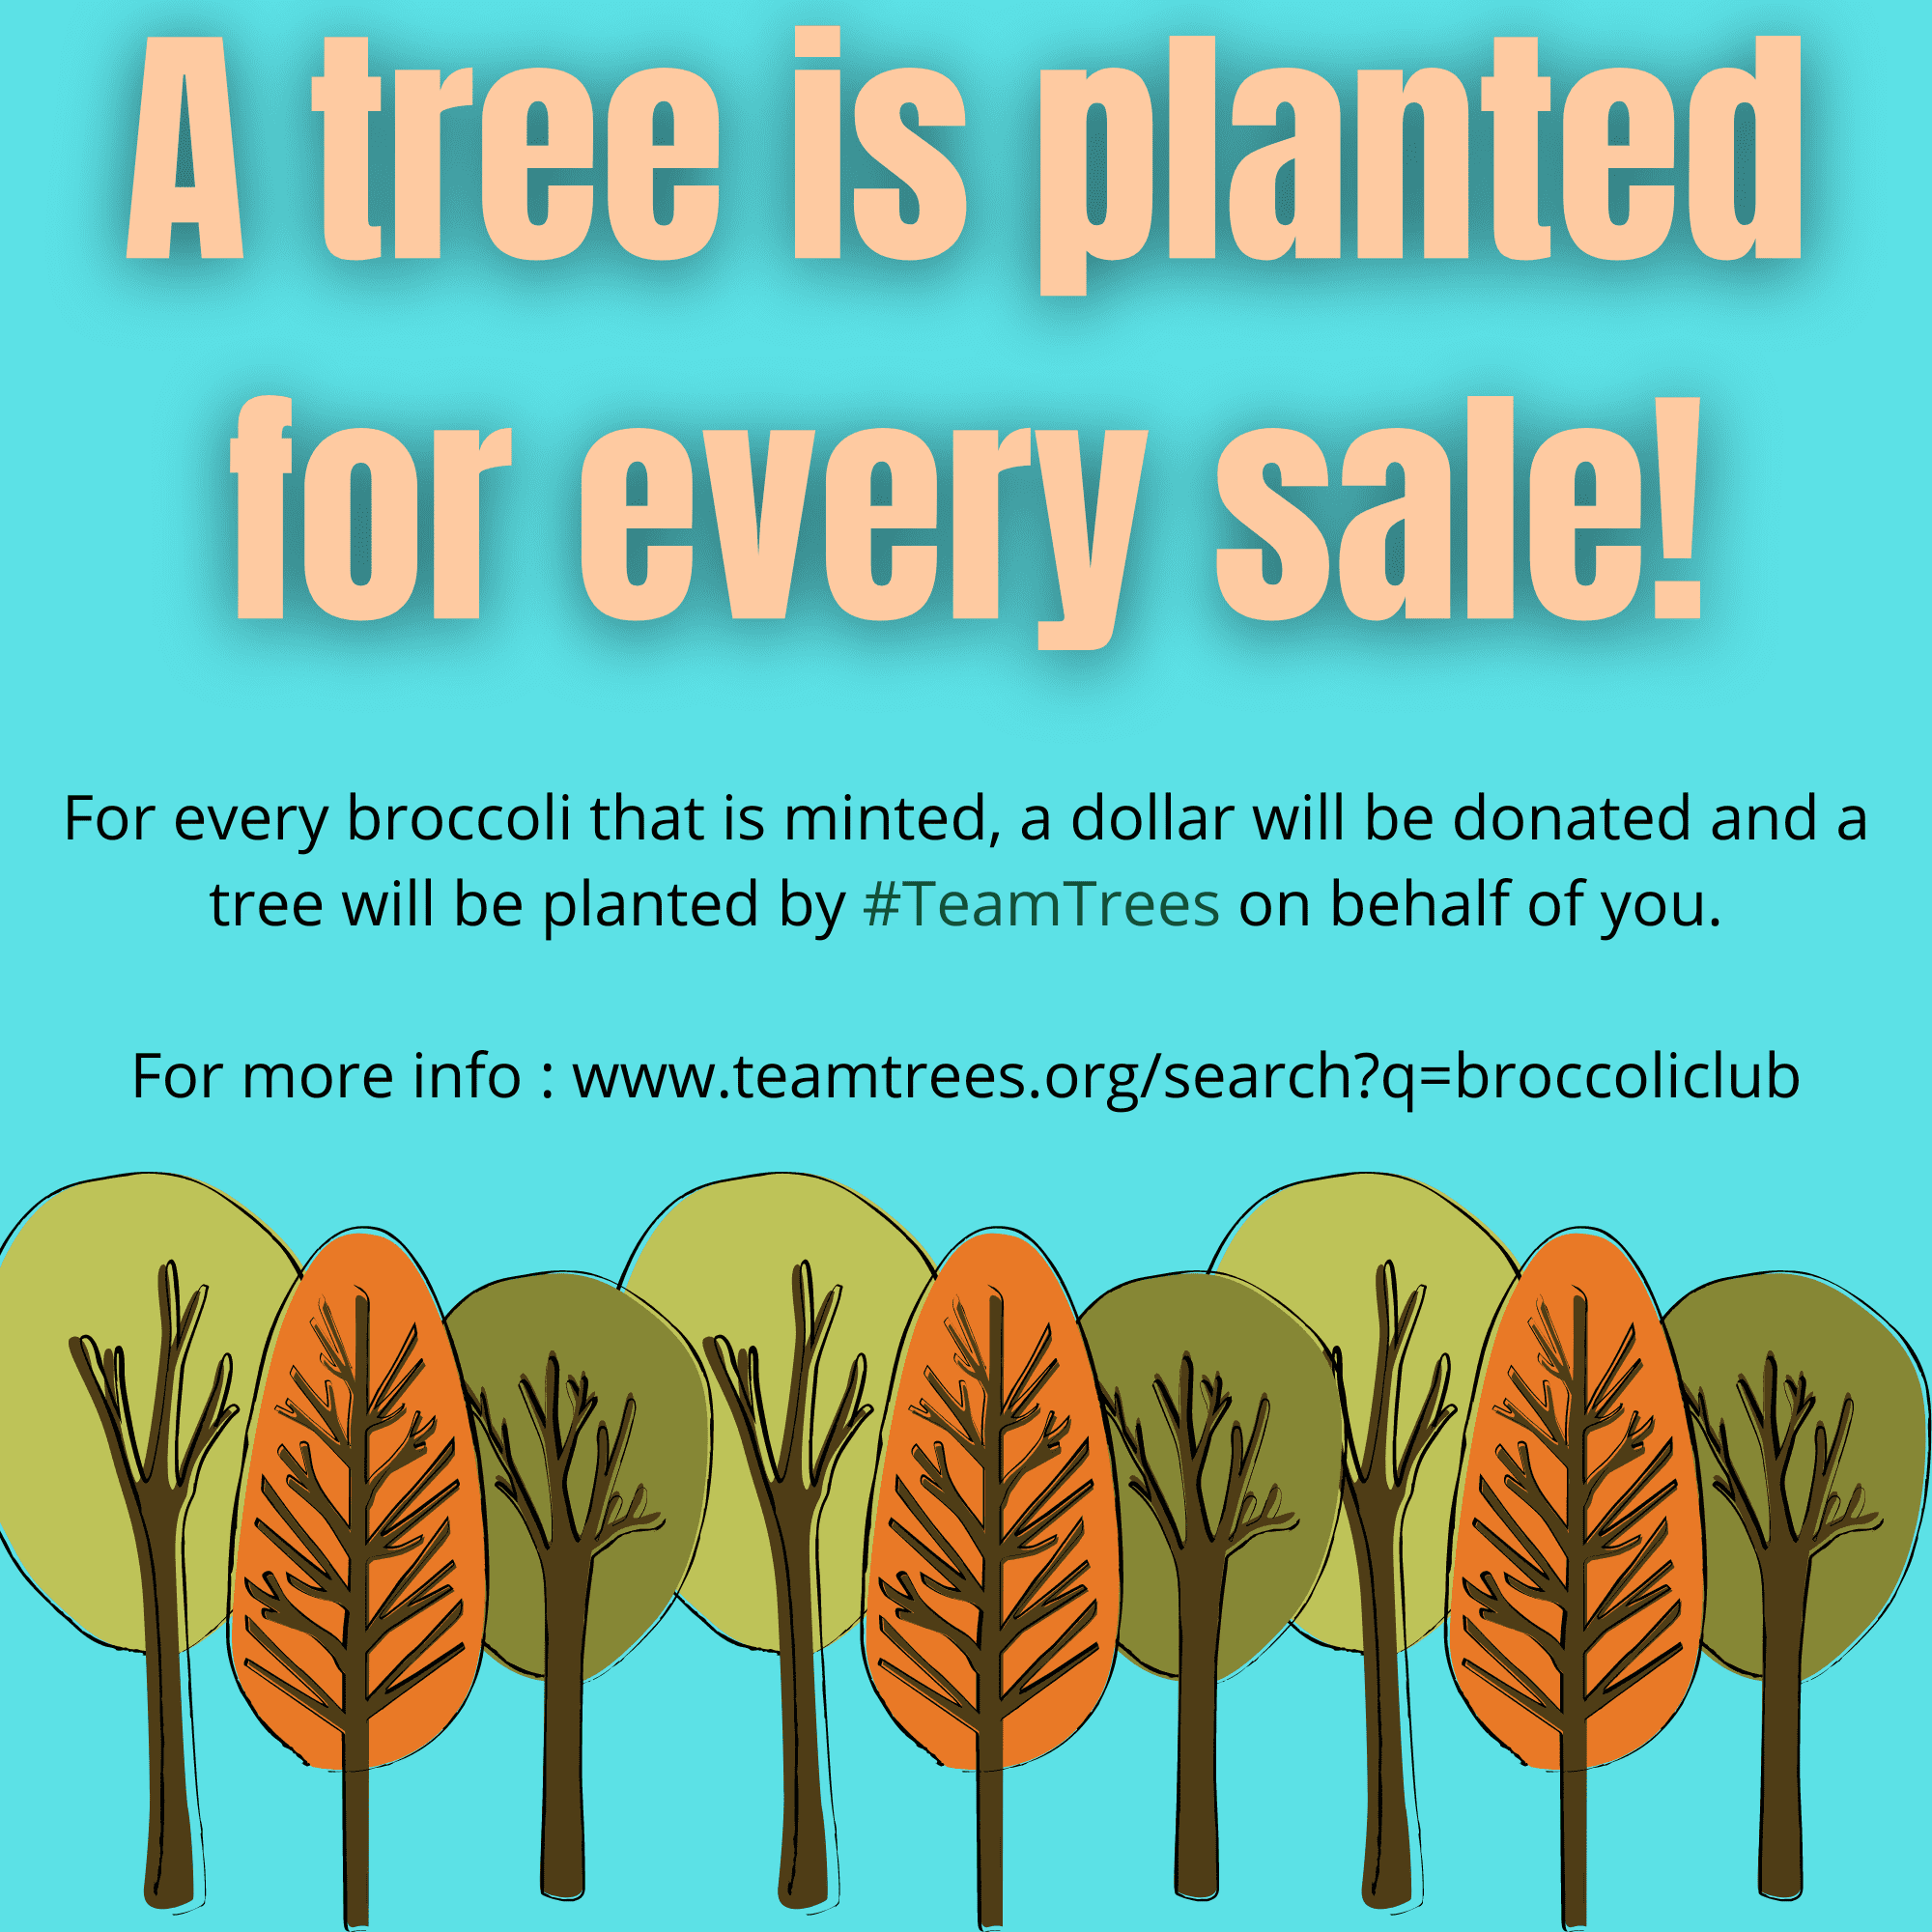 A tree is planted
for every sale!
For every broccoli that is minted, a dollar will be donated and a
tree will be planted by #TeamTrees on behalf of you.
For more info : www.teamtrees.org/search?q=broccoliclub